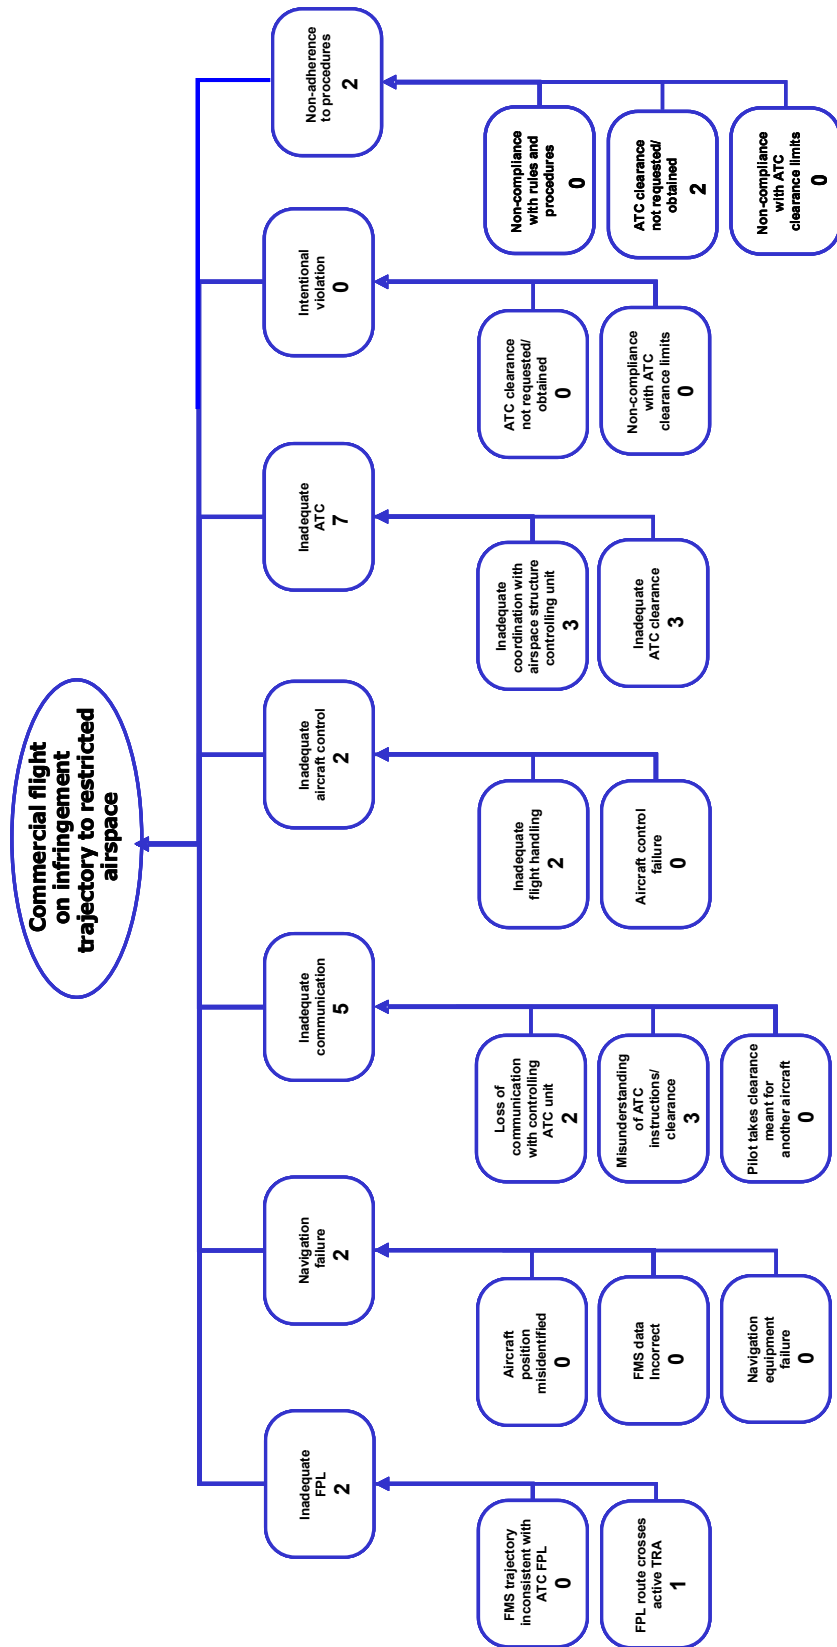 Commercial flight
on infringement
trajectory to restricted
airspace
Inadequate
FPL
2
Navigation
failure
2
Inadequate
communication
5
Inadequate
aircraft control
2
Inadequate
ATC
7
Intentional
violation
0
Non-adherence
to procedures
2
FMS trajectory
inconsistent with
ATC FPL
0
FPL route crosses
active TRA
1
Aircraft
position
misidentified
0
FMS data
Incorrect
0
Navigation
equipment
failure
0
Loss of
communication
with controlling
ATC unit
2
Misunderstanding
of ATC
instructions/
clearance
3
Pilot takes clearance
meant for
another aircraft
0
Inadequate
flight handling
2
Aircraft control
failure
0
Inadequate
coordination with
airspace structure
controlling unit
3
Inadequate
ATC clearance
3
ATC clearance
not requested/
obtained
0
Non-compliance
with ATC
clearance limits
0
Non-compliance
with rules and
procedures
0
ATC clearance
not requested/
obtained
2
Non-compliance
with ATC
clearance limits
0